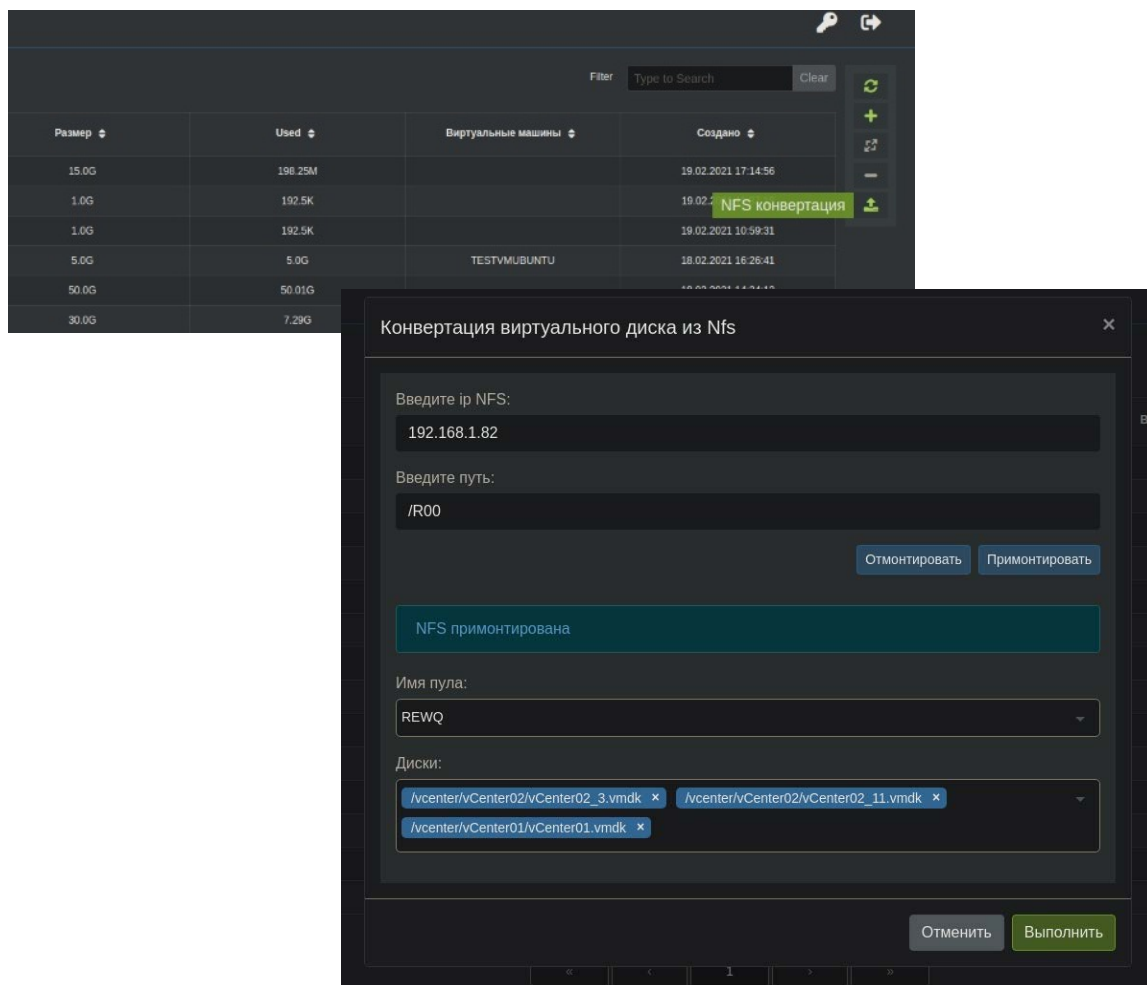 Filter Type to Search Clear
Размер Used Виртуальные машины Создано
15.0G 198.25M 19.02.2021 17:14:56
1.0G 192.5K 19.02.2
NFS конвертация
1.0G 192.5K 19.02.2021 10:59:31
5.0G 5.0G TESTVMUBUNTU 18.02.2021 16:26:41
50.0G 50.01G
30.0G 7.29G
Конвертация виртуального диска из Nfs ×
Введите ip NFS:
192.168.1.82
Введите путь:
/R00
Отмонтировать Примонтировать
NFS примонтирована
Имя пула:
REWQ
Диски:
/vcenter/vCenter02/vCenter02_3.vmdk × /vcenter/vCenter02/vCenter02_11.vmdk ×
/vcenter/vCenter01/vCenter01.vmdk ×
Отменить Выполнить
« ‹ 1 › »